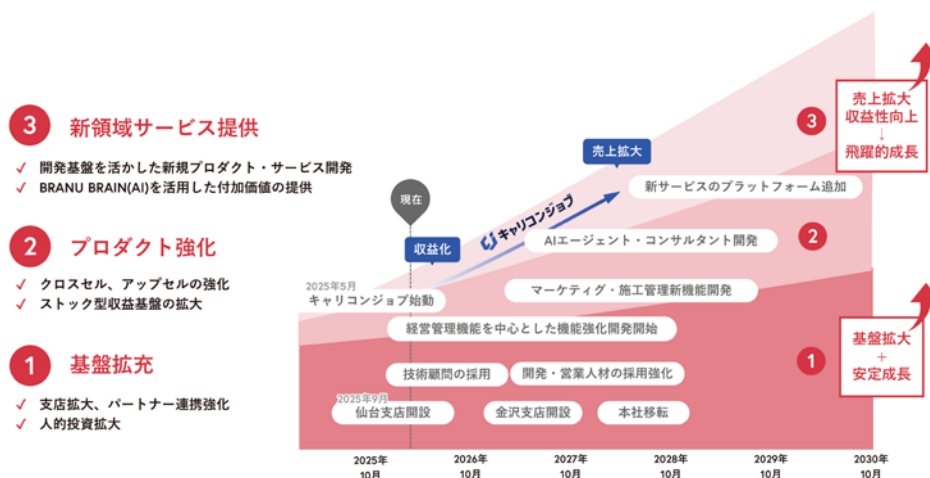 3 新領域サービス提供
✓ 開発基盤を活かした新規プロダクト・サービス開発
✓ BRANU BRAIN(AI)を活用した付加価値の提供
2 プロダクト強化
✓ クロスセル、アップセルの強化
✓ ストック型収益基盤の拡大
1 基盤拡充
✓ 支店拡大、パートナー連携強化
✓ 人的投資拡大
現在
収益化
キャリコンジョブ
売上拡大
新サービスのプラットフォーム追加
AIエージェント・コンサルタント開発
2025年5月
キャリコンジョブ始動
マーケティグ・施工管理新機能開発
経営管理機能を中心とした機能強化開発開始
技術顧問の採用
開発・営業人材の採用強化
2025年9月
仙台支店開設
金沢支店開設
本社移転
3
売上拡大
収益性向上
↓
飛躍的成長
2
1
基盤拡大
+
安定成長
2025年
10月
2026年
10月
2027年
10月
2028年
10月
2029年
10月
2030年
10月